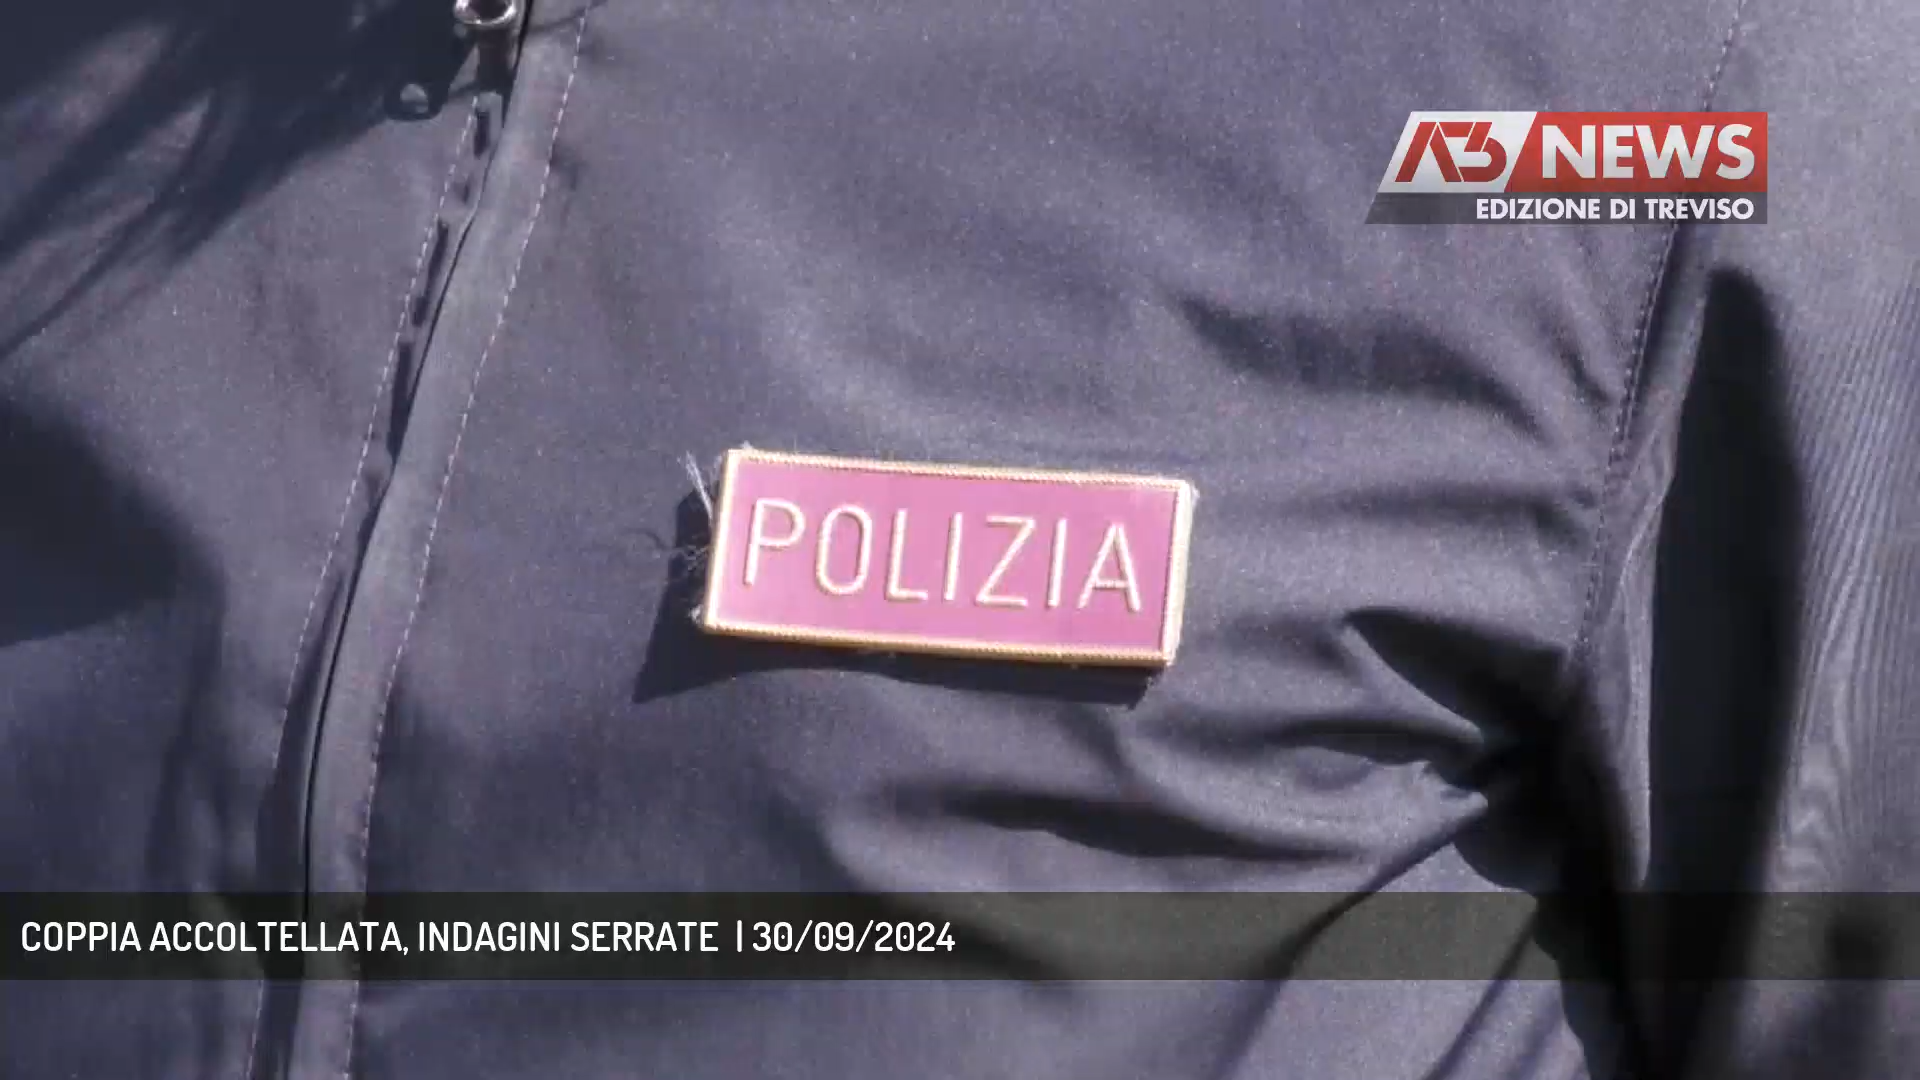 A3 NEWS
EDIZIONE DI TREVISO
POLIZIA
COPPIA ACCOLTELLATA, INDAGINI SERRATE | 30/09/2024